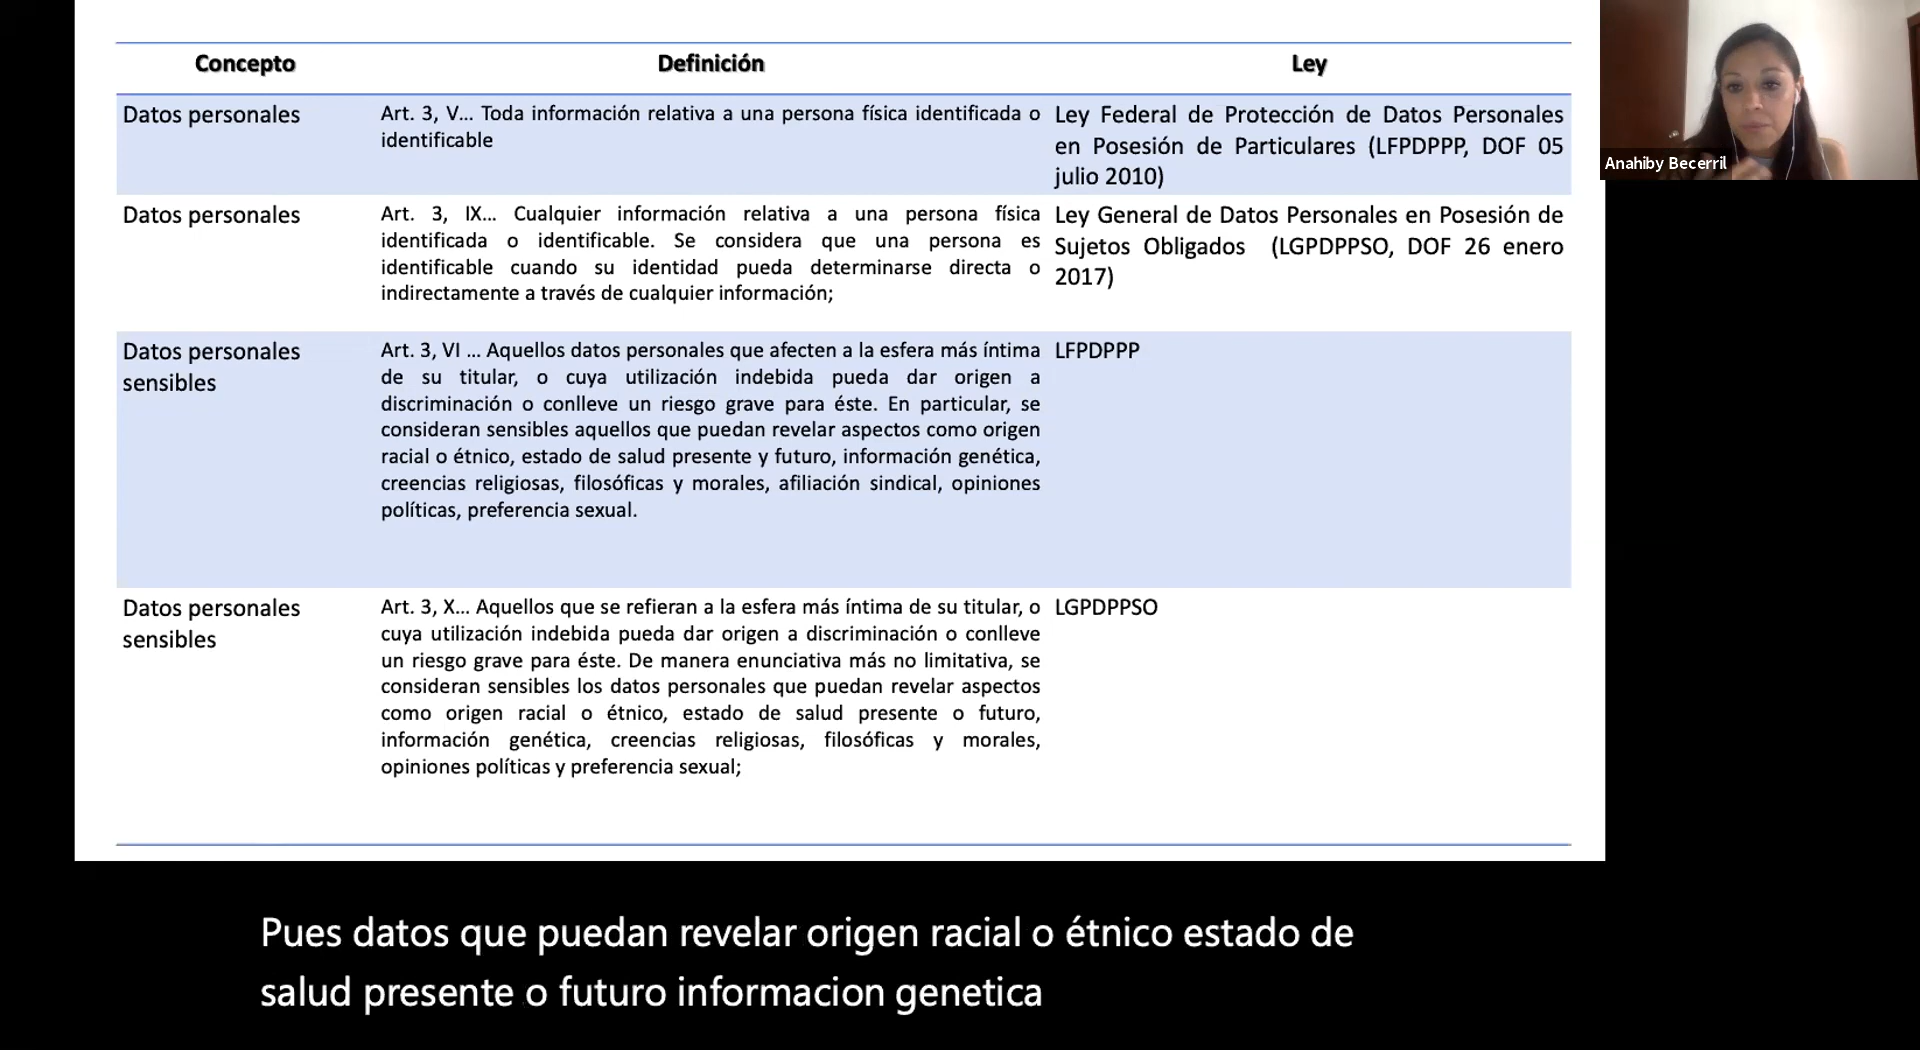 Concepto
Definición
Ley
Datos personales
Art. 3, V... Toda información relativa a una persona física identificada o
identificable
Ley Federal de Protección de Datos Personales
en Posesión de Particulares (LFPDPPP, DOF 05
julio 2010)
Datos personales
Art. 3, IX... Cualquier información relativa a una persona física
identificada o identificable. Se considera que una persona es
identificable cuando su identidad pueda determinarse directa o
indirectamente a través de cualquier información;
Ley General de Datos Personales en Posesión de
Sujetos Obligados (LGPDPPSO, DOF 26 enero
2017)
Datos personales
sensibles
Art. 3, VI ... Aquellos datos personales que afecten a la esfera más íntima
de su titular, o cuya utilización indebida pueda dar origen a
discriminación o conlleve un riesgo grave para éste. En particular, se
consideran sensibles aquellos que puedan revelar aspectos como origen
racial o étnico, estado de salud presente y futuro, información genética,
creencias religiosas, filosóficas y morales, afiliación sindical, opiniones
políticas, preferencia sexual.
LFPDPPP
Datos personales
sensibles
Art. 3, X... Aquellos que se refieran a la esfera más íntima de su titular, o
cuya utilización indebida pueda dar origen a discriminación o conlleve
un riesgo grave para éste. De manera enunciativa más no limitativa, se
consideran sensibles los datos personales que puedan revelar aspectos
como origen racial o étnico, estado de salud presente o futuro,
información genética, creencias religiosas, filosóficas y morales,
opiniones políticas y preferencia sexual;
LGPDPPSO
Anahiby Becerril
Pues datos que puedan revelar origen racial o étnico estado de
salud presente o futuro informacion genetica